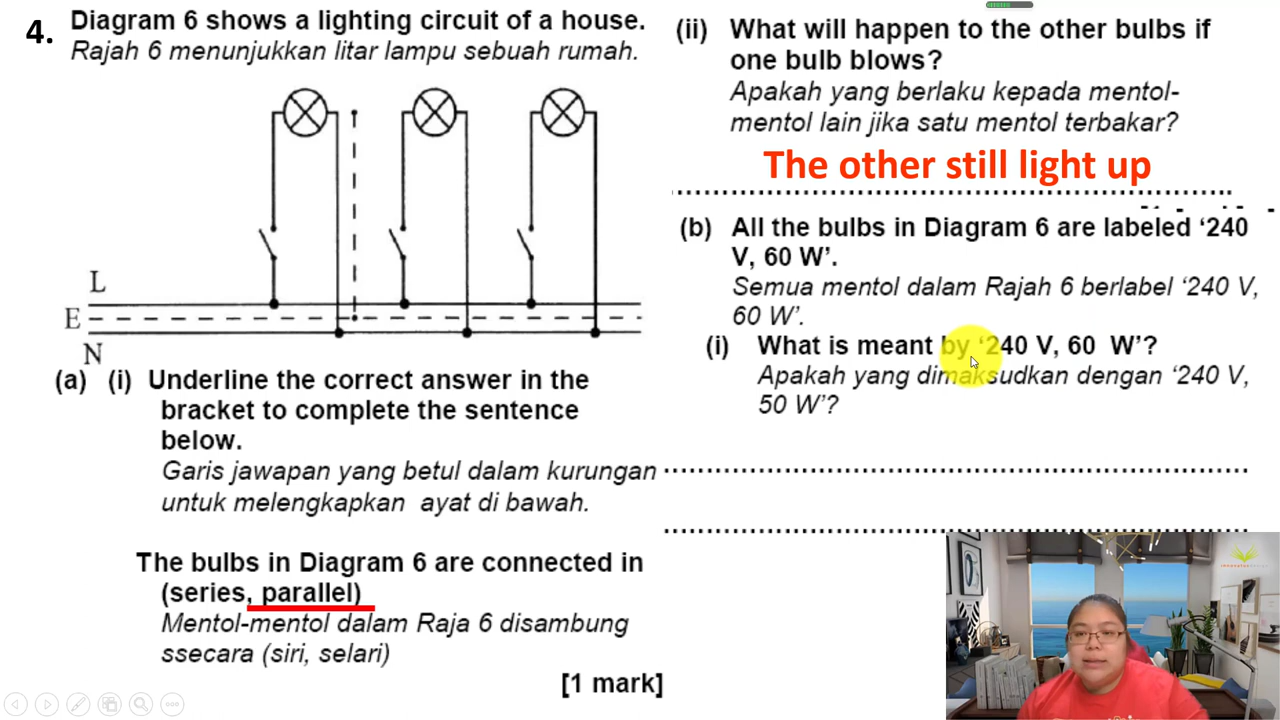 4.
Diagram 6 shows a lighting circuit of a house.
Rajah 6 menunjukkan litar lampu sebuah rumah.
L
E
N
(a) (i) Underline the correct answer in the
bracket to complete the sentence
below.
Garis jawapan yang betul dalam kurungan
untuk melengkapkan ayat di bawah.
The bulbs in Diagram 6 are connected in
(series, parallel)
Mentol-mentol dalam Raja 6 disambung
ssecara (siri, selari)
[1 mark]
(ii) What will happen to the other bulbs if
one bulb blows?
Apakah yang berlaku kepada mentol-
mentol lain jika satu mentol terbakar?
The other still light up
(b) All the bulbs in Diagram 6 are labeled ‘240
V, 60 W’.
Semua mentol dalam Rajah 6 berlabel ‘240 V,
60 W’.
(i) What is meant by ‘240 V, 60 W’?
Apakah yang dimaksudkan dengan ‘240 V,
50 W’?